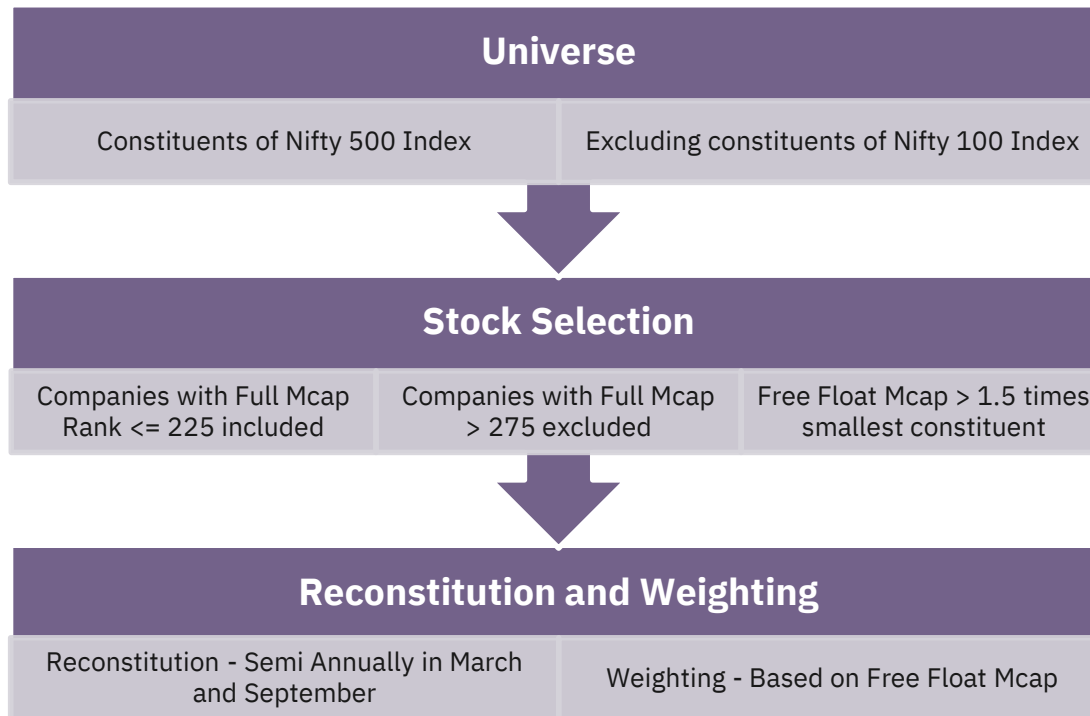 Universe
Constituents of Nifty 500 Index
Excluding constituents of Nifty 100 Index
Stock Selection
Companies with Full Mcap
Rank <= 225 included
Companies with Full Mcap
> 275 excluded
Free Float Mcap > 1.5 times
smallest constituent
Reconstitution and Weighting
Reconstitution - Semi Annually in March
and September
Weighting - Based on Free Float Mcap